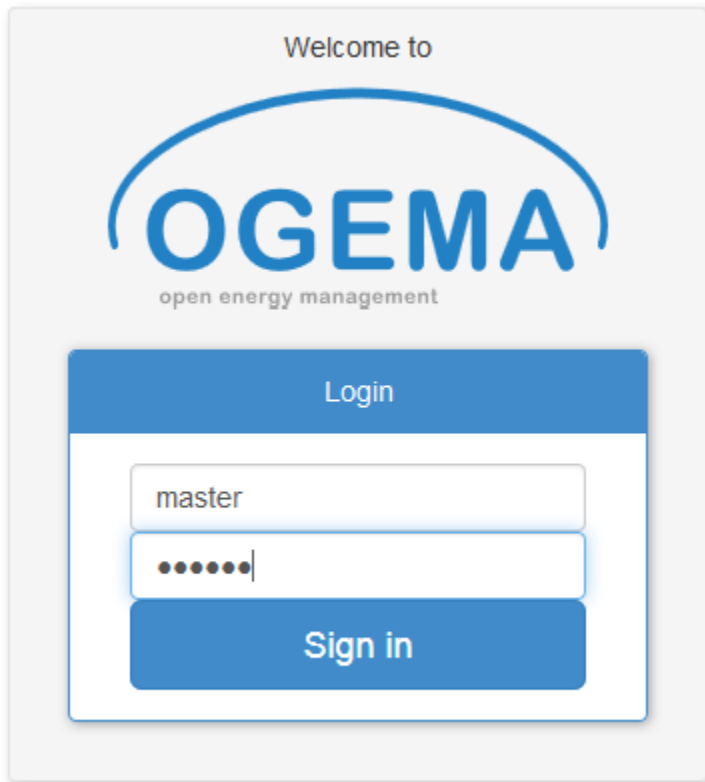 Welcome to
OGEMA
open energy management
Login
master
••••••
Sign in